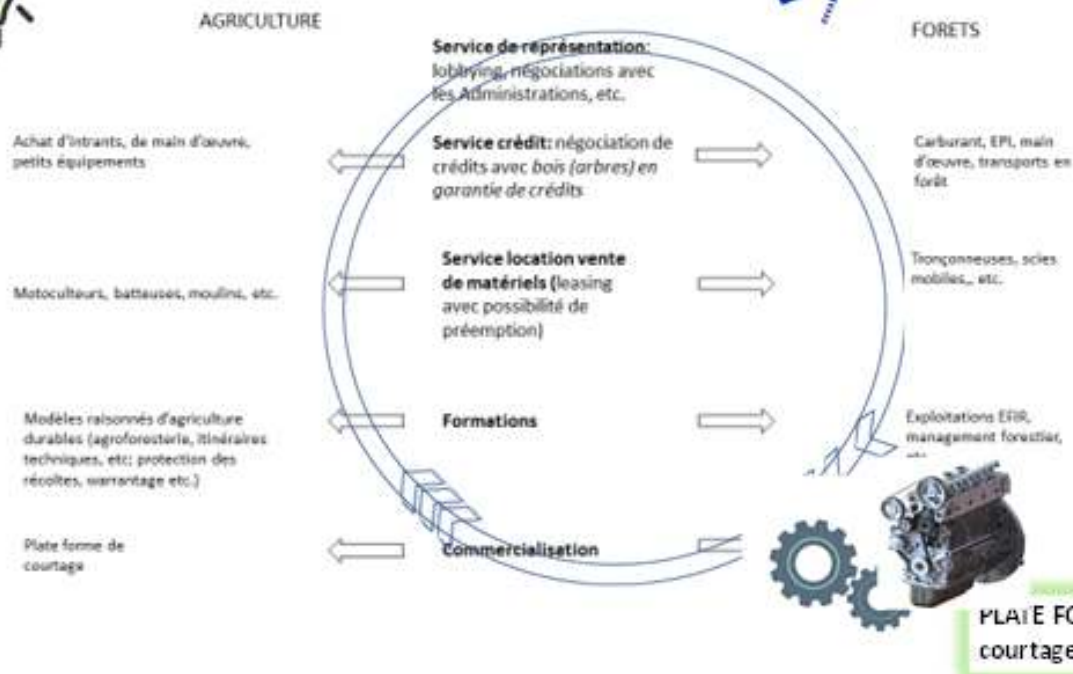 AGRICULTURE
FORETS
Service de représentation:
lobbying, négociations avec
les Administrations, etc.
Achat d'intrants, de main d'œuvre,
petits équipements
Service crédit: négociation de
crédits avec bois (arbres) en
garantie de crédits
Carburant, EPI, main
d'œuvre, transports en
forêt
Motoculteurs, batteuses, moulins, etc.
Service location vente
de matériels (leasing
avec possibilité de
préemption)
Tronçonneuses, scies
mobiles,, etc.
Modèles raisonnés d'agriculture
durables (agroforesterie, itinéraires
techniques, etc; protection des
récoltes, warrantage etc.)
Formations
Exploitations EFIR,
management forestier,
Plate forme de
courtage
Commercialisation
PLATE FO
courtage